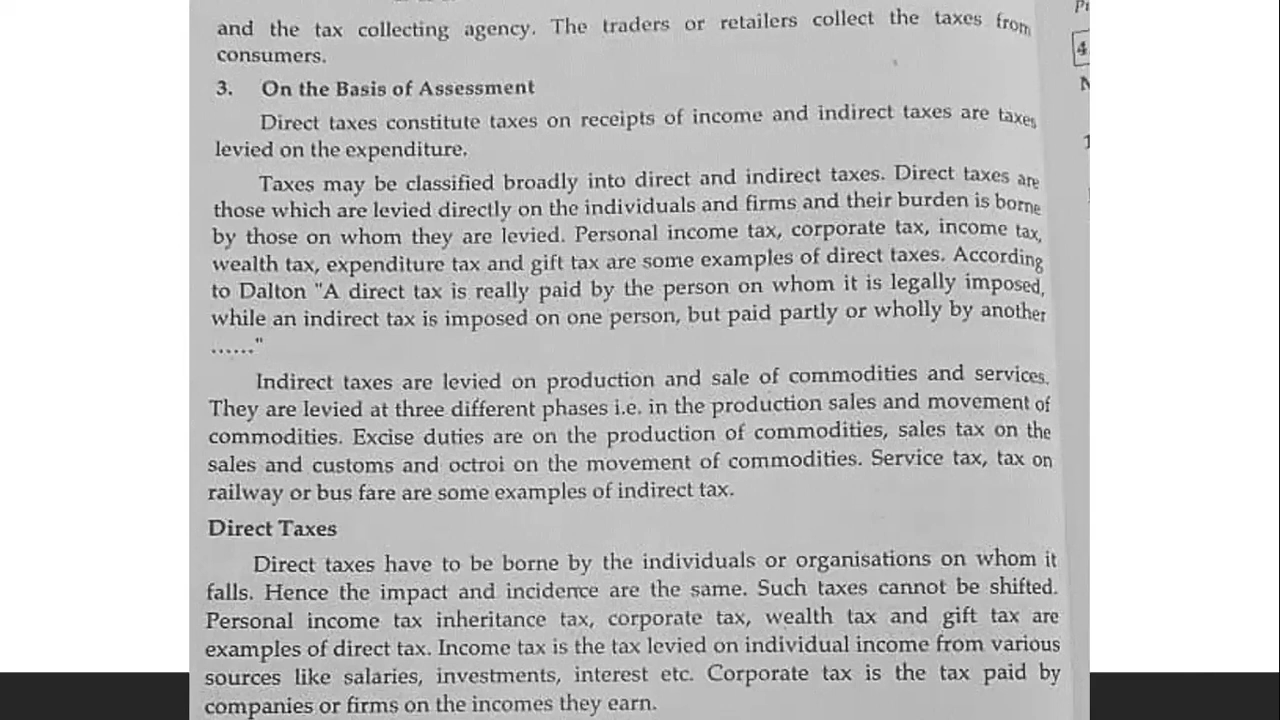 and the tax collecting agency. The traders or retailers collect the taxes from
consumers.
3. On the Basis of Assessment
Direct taxes constitute taxes on receipts of income and indirect taxes are taxes
levied on the expenditure.
Taxes may be classified broadly into direct and indirect taxes. Direct taxes are
those which are levied directly on the individuals and firms and their burden is borne
by those on whom they are levied. Personal income tax, corporate tax, income tax,
wealth tax, expenditure tax and gift tax are some examples of direct taxes. According
to Dalton "A direct tax is really paid by the person on whom it is legally imposed,
while an indirect tax is imposed on one person, but paid partly or wholly by another
......"
Indirect taxes are levied on production and sale of commodities and services.
They are levied at three different phases i.e. in the production sales and movement of
commodities. Excise duties are on the production of commodities, sales tax on the
sales and customs and octroi on the movement of commodities. Service tax, tax on
railway or bus fare are some examples of indirect tax.
Direct Taxes
Direct taxes have to be borne by the individuals or organisations on whom it
falls. Hence the impact and incidence are the same. Such taxes cannot be shifted.
Personal income tax inheritance tax, corporate tax, wealth tax and gift tax are
examples of direct tax. Income tax is the tax levied on individual income from various
sources like salaries, investments, interest etc. Corporate tax is the tax paid by
companies or firms on the incomes they earn.
4